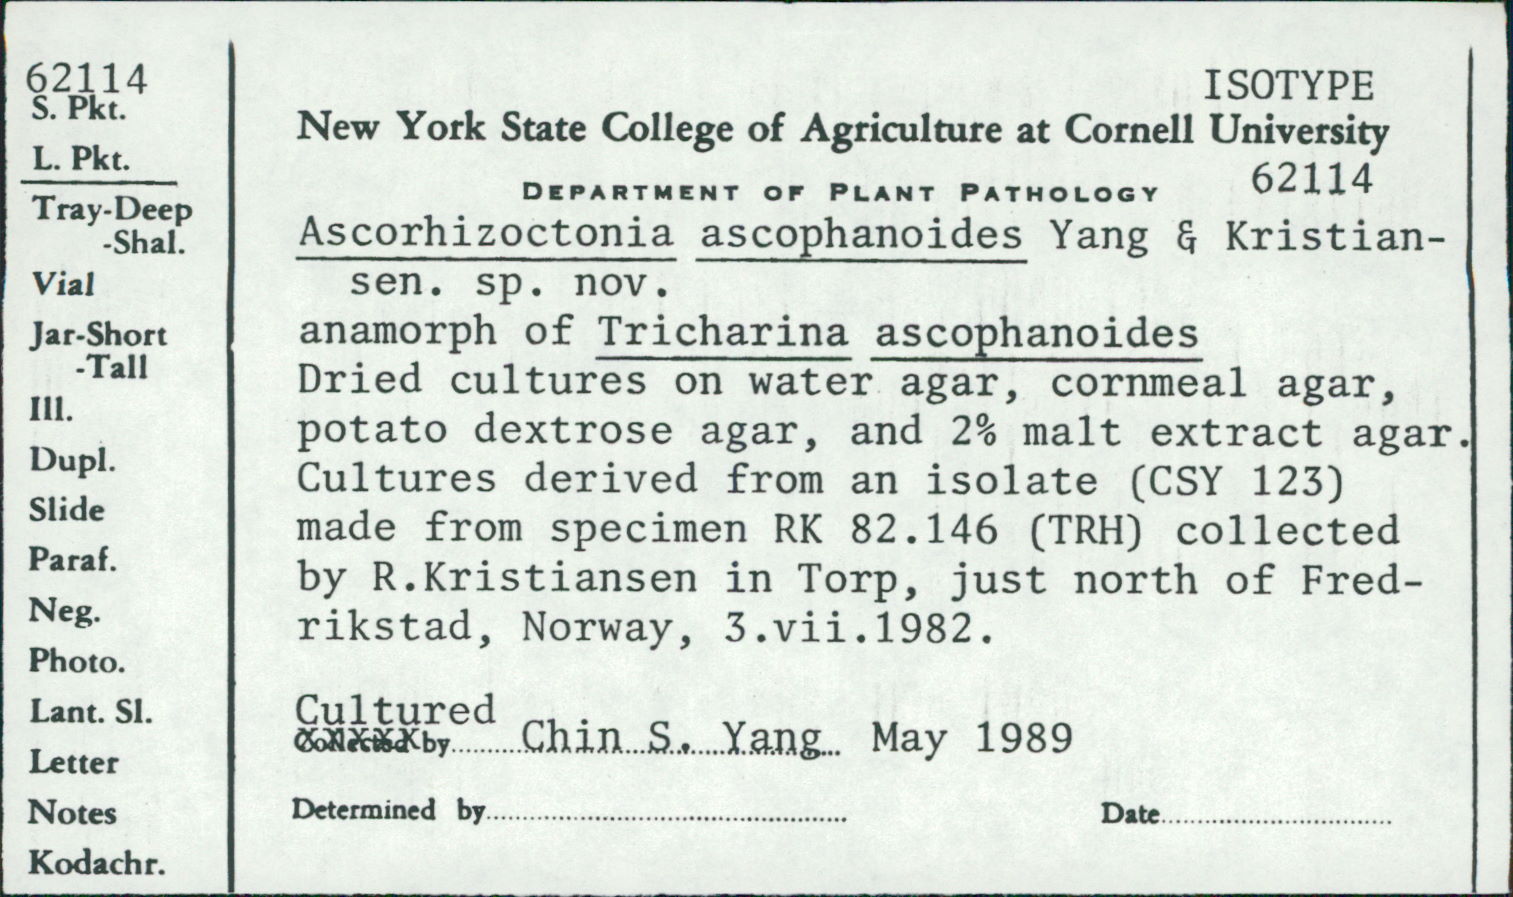 62114
S. Pkt.
L. Pkt.
Tray-Deep
-Shal.
Vial
Jar-Short
-Tall
Ill.
Dupl.
Slide
Paraf.
Neg.
Photo.
Lant. Sl.
Letter
Notes
Kodachr.
ISOTYPE
New York State College of Agriculture at Cornell University
DEPARTMENT OF PLANT PATHOLOGY 62114
Ascorhizoctonia ascophanoides Yang & Kristian-
sen. sp. nov.
anamorph of Tricharina ascophanoides
Dried cultures on water agar, cornmeal agar,
potato dextrose agar, and 2% malt extract agar.
Cultures derived from an isolate (CSY 123)
made from specimen RK 82.146 (TRH) collected
by R.Kristiansen in Torp, just north of Fred-
rikstad, Norway, 3.vii.1982.
Cultured
Collected by Chin S. Yang May 1989
Determined by Date